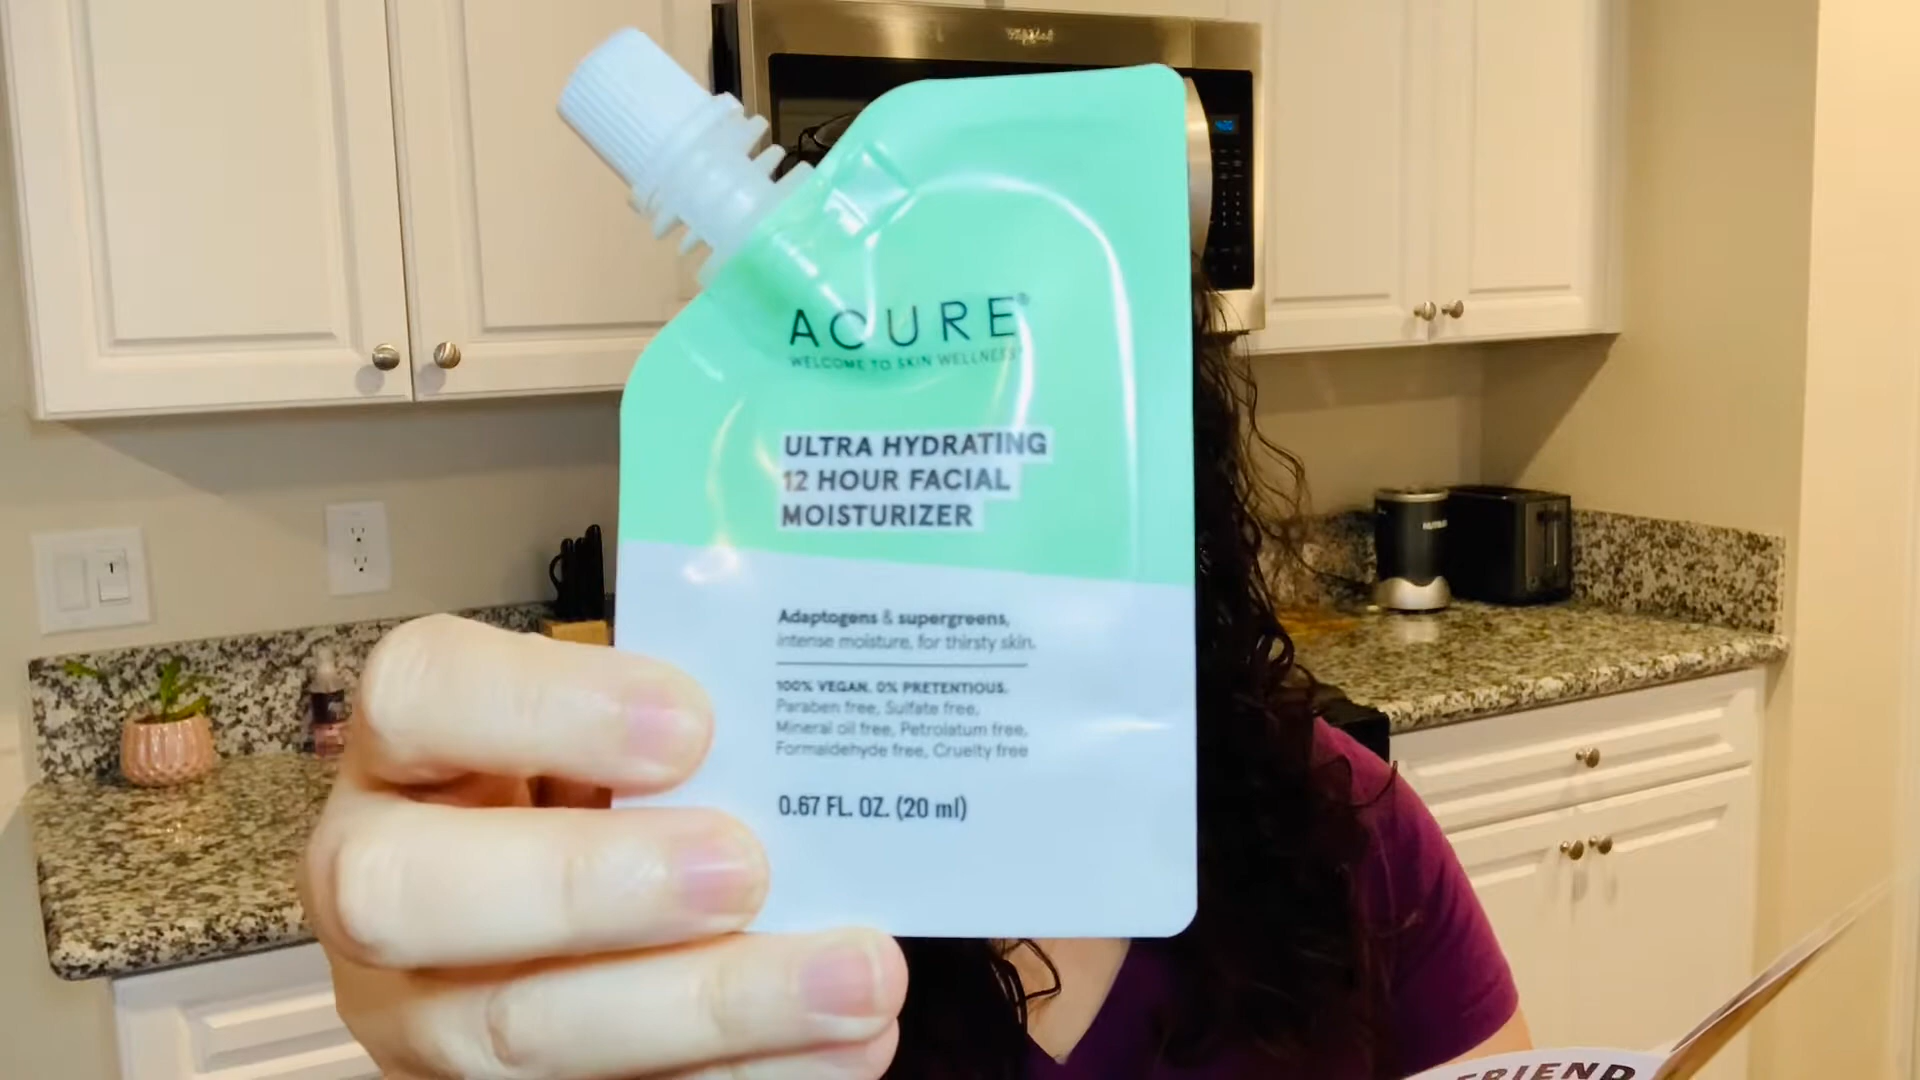 Whirlpool
ACURE®
WELCOME TO SKIN WELLNESS
ULTRA HYDRATING
12 HOUR FACIAL
MOISTURIZER
Adaptogens & supergreens,
intense moisture, for thirsty skin.
100% VEGAN, 0% PRETENTIOUS.
Paraben free, Sulfate free,
Mineral oil free, Petrolatum free,
Formaldehyde free, Cruelty free
0.67 FL. OZ. (20 ml)
FRIEND